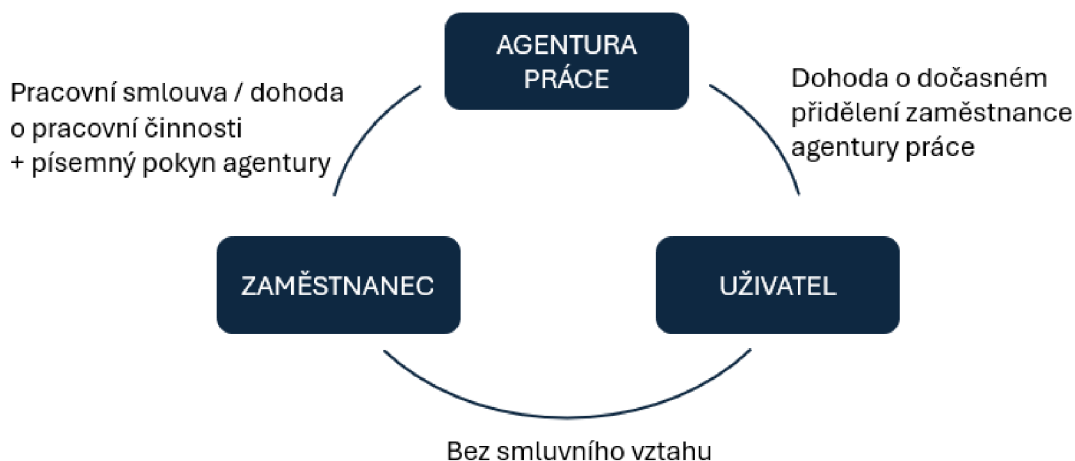 AGENTURA
PRÁCE
Pracovní smlouva / dohoda
o pracovní činnosti
+ písemný pokyn agentury
Dohoda o dočasném
přidělení zaměstnance
agentury práce
ZAMĚSTNANEC
UŽIVATEL
Bez smluvního vztahu